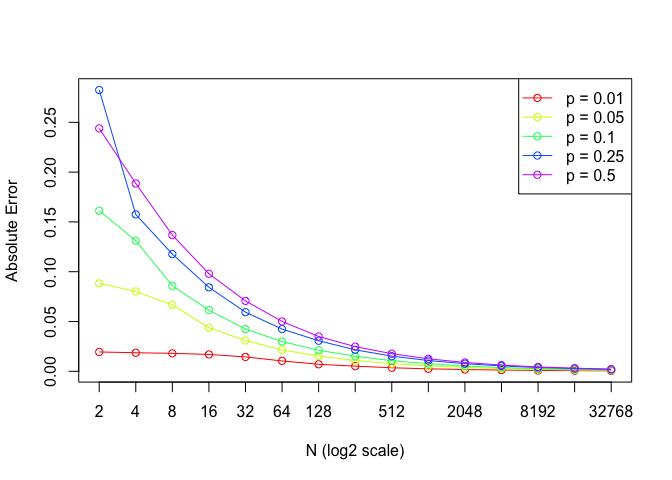 p = 0.01
p = 0.05
p = 0.1
p = 0.25
p = 0.5
Absolute Error
0.25
0.20
0.15
0.10
0.05
0.00
2 4 8 16 32 64 128 512 2048 8192 32768
N (log2 scale)